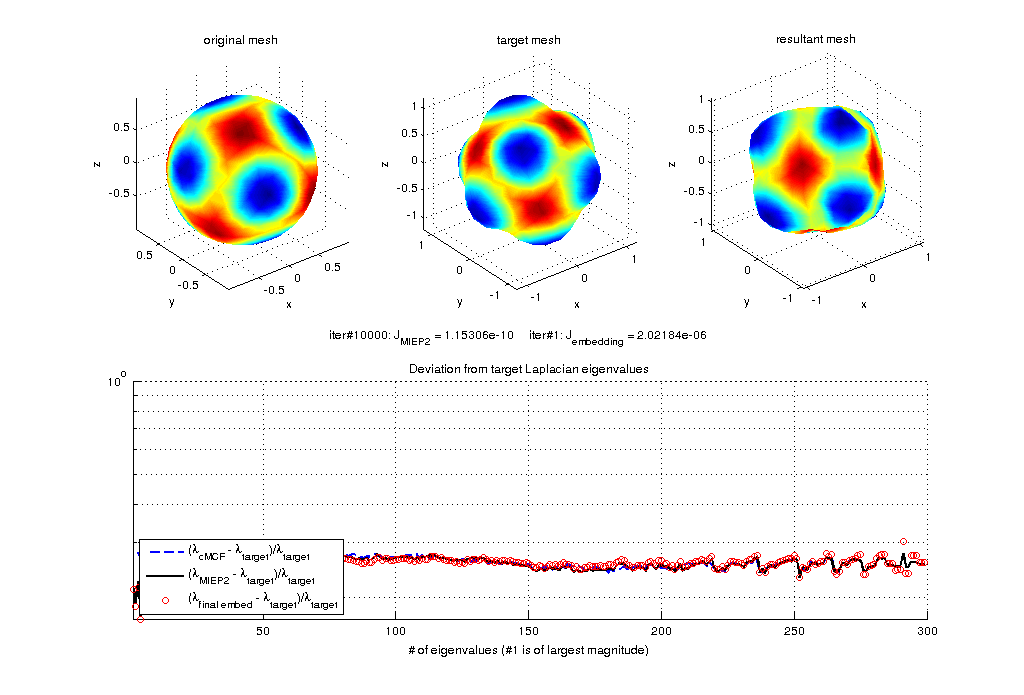 original mesh
target mesh
resultant mesh
z
0.5
0
-0.5
0.5
0
-0.5
y
-0.5
0
0.5
x
z
1
0.5
0
-0.5
-1
1
0
-1
y
-1
0
1
x
z
1
0.5
0
-0.5
-1
1
0
-1
y
-1
0
1
x
iter#10000: J_MIEP2 = 1.15306e-10 iter#1: J_embedding = 2.02184e-06
Deviation from target Laplacian eigenvalues
10^0
(λ_cMCF - λ_target)/λ_target
(λ_MIEP2 - λ_target)/λ_target
(λ_final embed - λ_target)/λ_target
50 100 150 200 250 300
# of eigenvalues (#1 is of largest magnitude)